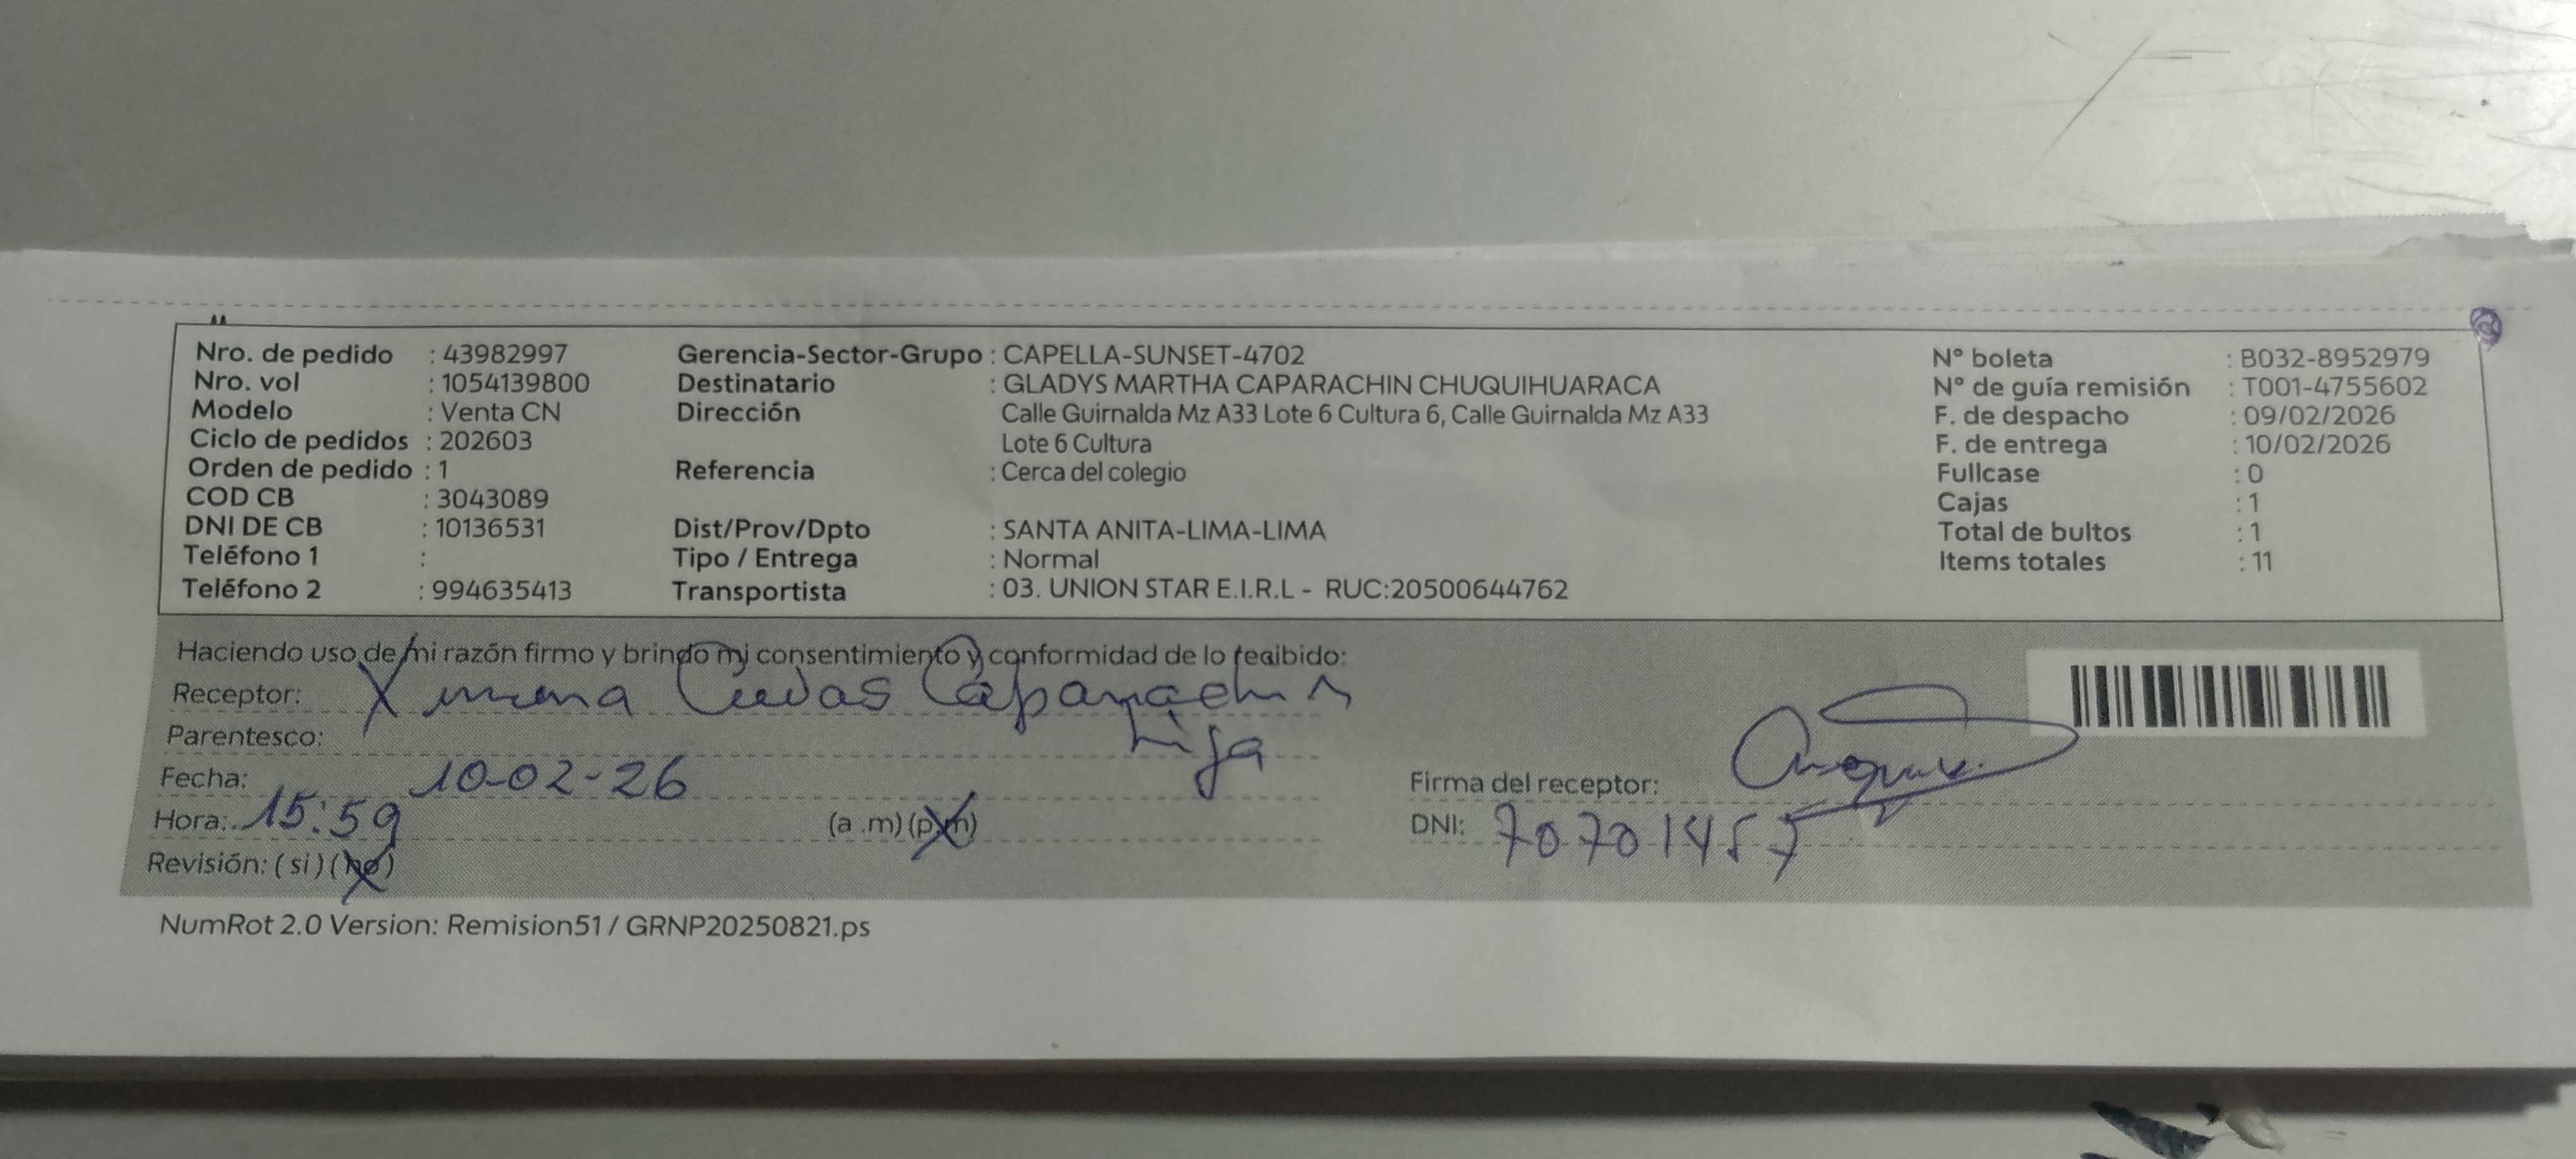 Nro. de pedido : 43982997
Nro. vol : 1054139800
Modelo : Venta CN
Ciclo de pedidos : 202603
Orden de pedido : 1
COD CB : 3043089
DNI DE CB : 10136531
Teléfono 1 :
Teléfono 2 : 994635413
Gerencia-Sector-Grupo : CAPELLA-SUNSET-4702
Destinatario : GLADYS MARTHA CAPARACHIN CHUQUIHUARACA
Dirección Calle Guirnalda Mz A33 Lote 6 Cultura 6, Calle Guirnalda Mz A33
Lote 6 Cultura
Referencia : Cerca del colegio
Dist/Prov/Dpto : SANTA ANITA-LIMA-LIMA
Tipo / Entrega : Normal
Transportista : 03. UNION STAR E.I.R.L - RUC:20500644762
N° boleta : B032-8952979
N° de guía remisión : T001-4755602
F. de despacho : 09/02/2026
F. de entrega : 10/02/2026
Fullcase : 0
Cajas : 1
Total de bultos : 1
Items totales : 11
Haciendo uso de mi razón firmo y brindo mi consentimiento y conformidad de lo recibido:
Receptor: Ximena Cuevas Caparachin
Parentesco: hija
Fecha: 10-02-26
Hora: 15:59 (a .m) (p.m)
Revisión: ( si ) ( no )
Firma del receptor:
DNI: 70701457
NumRot 2.0 Version: Remision51 / GRNP20250821.ps